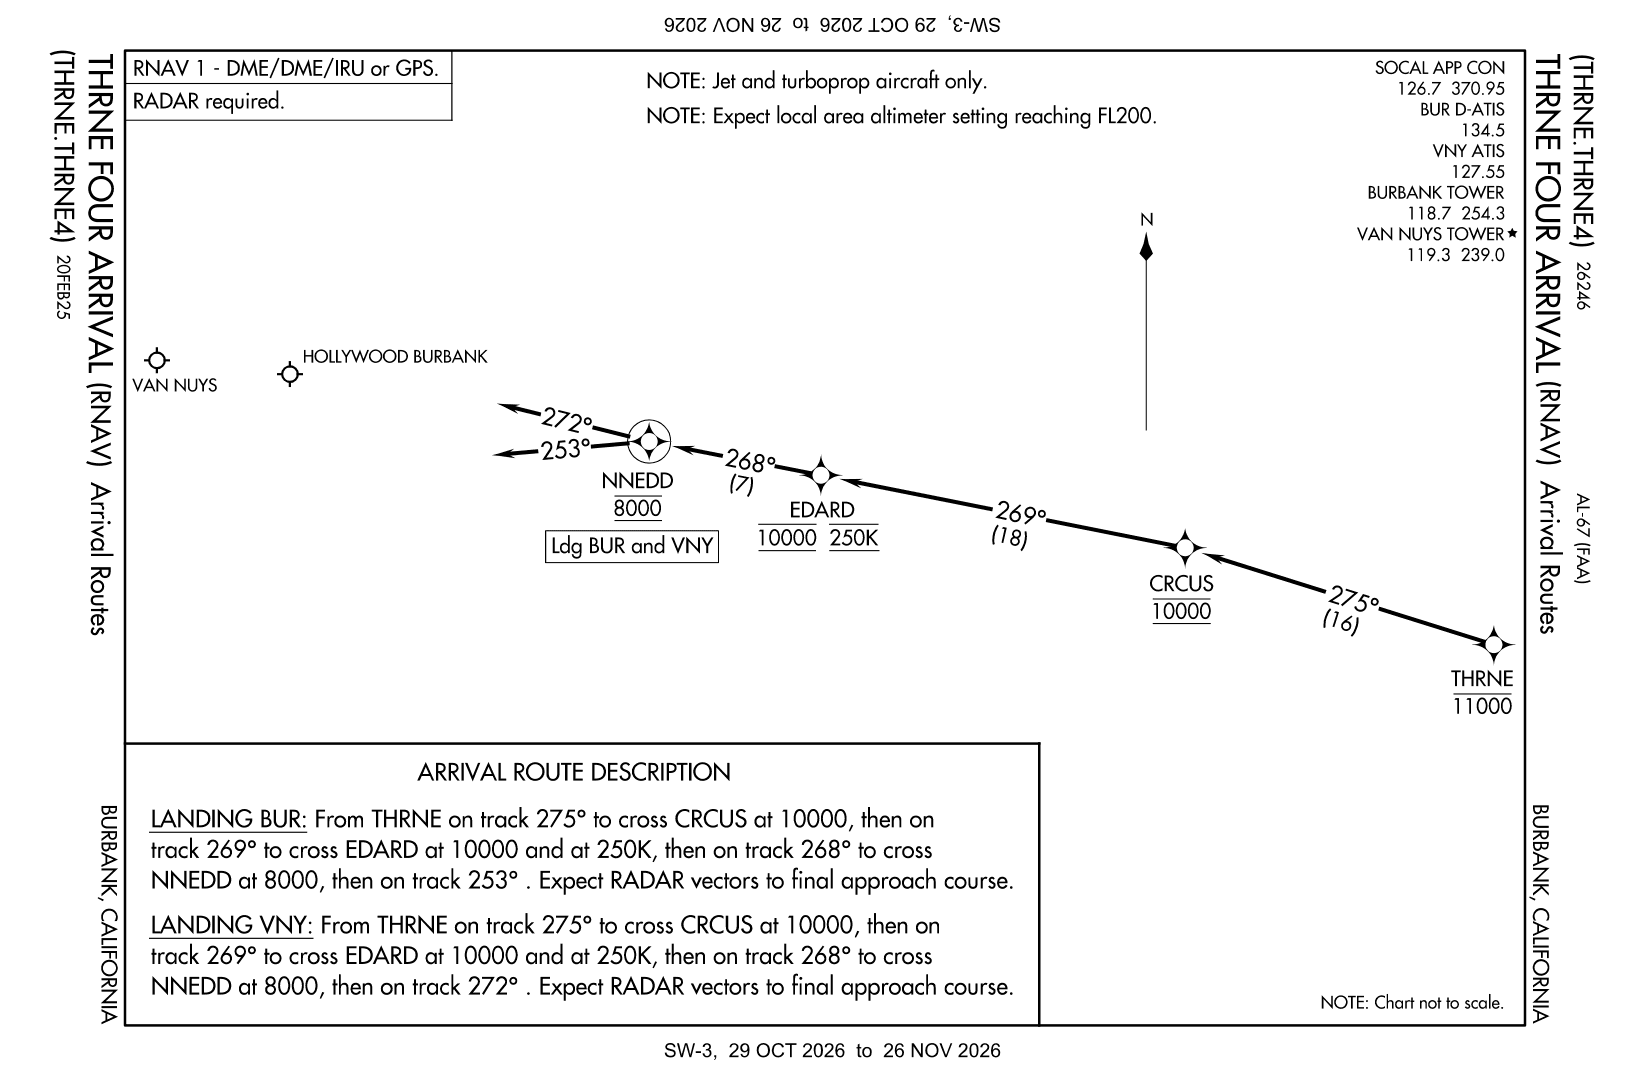 SW-3, 29 OCT 2026 to 26 NOV 2026
(THRNE.THRNE4) 20FEB25
THRNE FOUR ARRIVAL (RNAV) Arrival Routes
BURBANK, CALIFORNIA
RNAV 1 - DME/DME/IRU or GPS.
RADAR required.
NOTE: Jet and turboprop aircraft only.
NOTE: Expect local area altimeter setting reaching FL200.
SOCAL APP CON
126.7 370.95
BUR D-ATIS
134.5
VNY ATIS
127.55
BURBANK TOWER
118.7 254.3
VAN NUYS TOWER★
119.3 239.0
(THRNE.THRNE4) 26246
AL-67 (FAA)
THRNE FOUR ARRIVAL (RNAV) Arrival Routes
BURBANK, CALIFORNIA
N
VAN NUYS
HOLLYWOOD BURBANK
272°
253°
NNEDD
8000
Ldg BUR and VNY
268°
(7)
EDARD
10000 250K
269°
(18)
CRCUS
10000
275°
(16)
THRNE
11000
ARRIVAL ROUTE DESCRIPTION
LANDING BUR: From THRNE on track 275° to cross CRCUS at 10000, then on
track 269° to cross EDARD at 10000 and at 250K, then on track 268° to cross
NNEDD at 8000, then on track 253° . Expect RADAR vectors to final approach course.
LANDING VNY: From THRNE on track 275° to cross CRCUS at 10000, then on
track 269° to cross EDARD at 10000 and at 250K, then on track 268° to cross
NNEDD at 8000, then on track 272° . Expect RADAR vectors to final approach course.
NOTE: Chart not to scale.
SW-3, 29 OCT 2026 to 26 NOV 2026